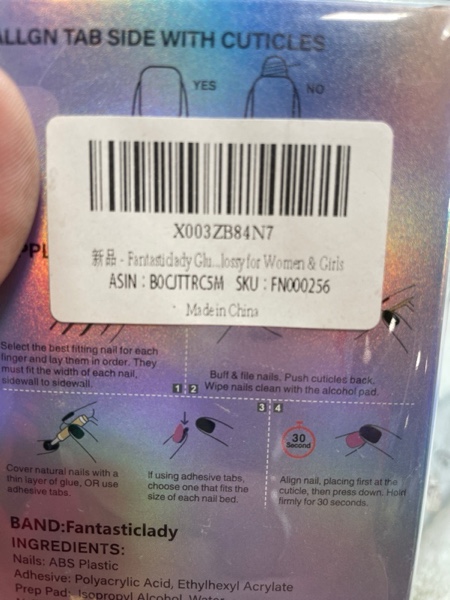 ALLGN TAB SIDE WITH CUTICLES
YES
NO
X003ZB84N7
新品 - Fantasticlady Glu...lossy for Women & Girls
ASIN : B0CJTTRC5M SKU : FN000256
Made in China
Select the best fitting nail for each
finger and lay them in order. They
must fit the width of each nail,
sidewall to sidewall.
1 2
Buff & file nails. Push cuticles back.
Wipe nails clean with the alcohol pad.
3 4
30
Second
Cover natural nails with a
thin layer of glue, OR use
adhesive tabs.
If using adhesive tabs,
choose one that fits the
size of each nail bed.
Align nail, placing first at the
cuticle, then press down. Hold
firmly for 30 seconds.
BAND:Fantasticlady
INGREDIENTS:
Nails: ABS Plastic
Adhesive: Polyacrylic Acid, Ethylhexyl Acrylate
Prep Pad: Isopropyl Alcohol, Water